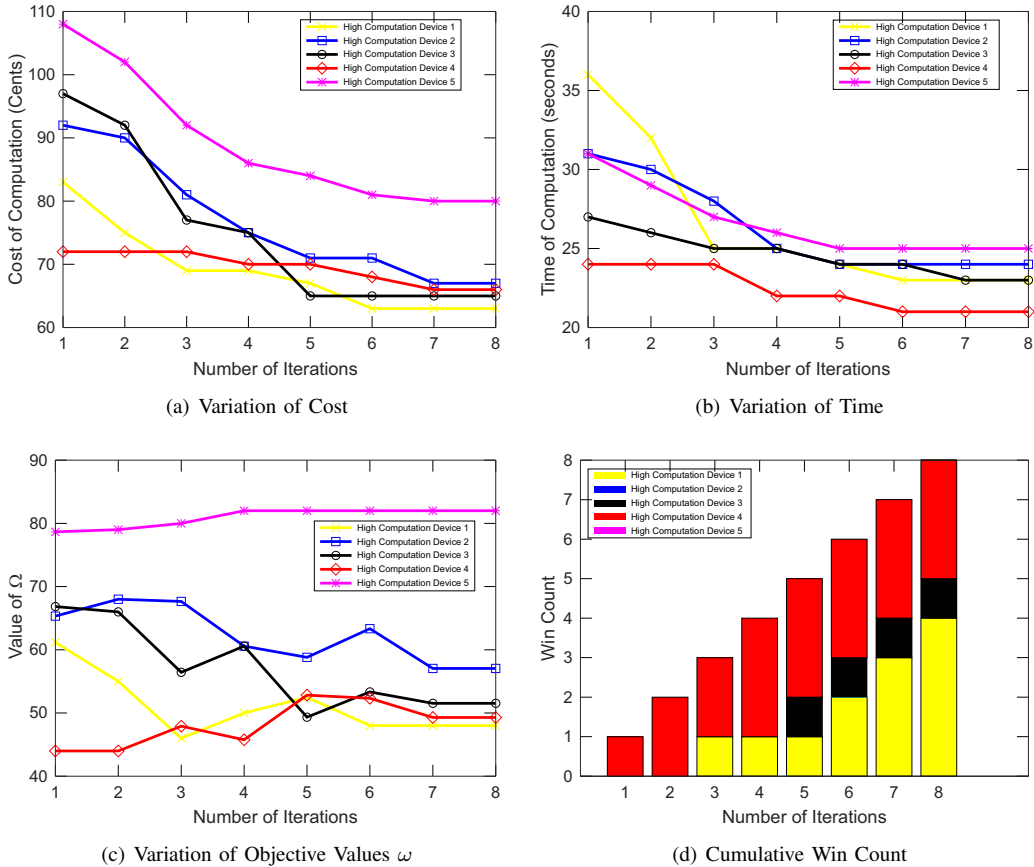 Cost of Computation (Cents)
120
110
100
90
80
70
60
High Computation Device 1
High Computation Device 2
High Computation Device 3
High Computation Device 4
High Computation Device 5
1 2 3 4 5 6 7 8
Number of Iterations
(a) Variation of Cost
Time of Computation (seconds)
40
35
30
25
20
High Computation Device 1
High Computation Device 2
High Computation Device 3
High Computation Device 4
High Computation Device 5
1 2 3 4 5 6 7 8
Number of Iterations
(b) Variation of Time
Value of Ω
90
80
70
60
50
40
High Computation Device 1
High Computation Device 2
High Computation Device 3
High Computation Device 4
High Computation Device 5
1 2 3 4 5 6 7 8
Number of Iterations
(c) Variation of Objective Values ω
Win Count
8
7
6
5
4
3
2
1
0
High Computation Device 1
High Computation Device 2
High Computation Device 3
High Computation Device 4
High Computation Device 5
1 2 3 4 5 6 7 8
Number of Iterations
(d) Cumulative Win Count